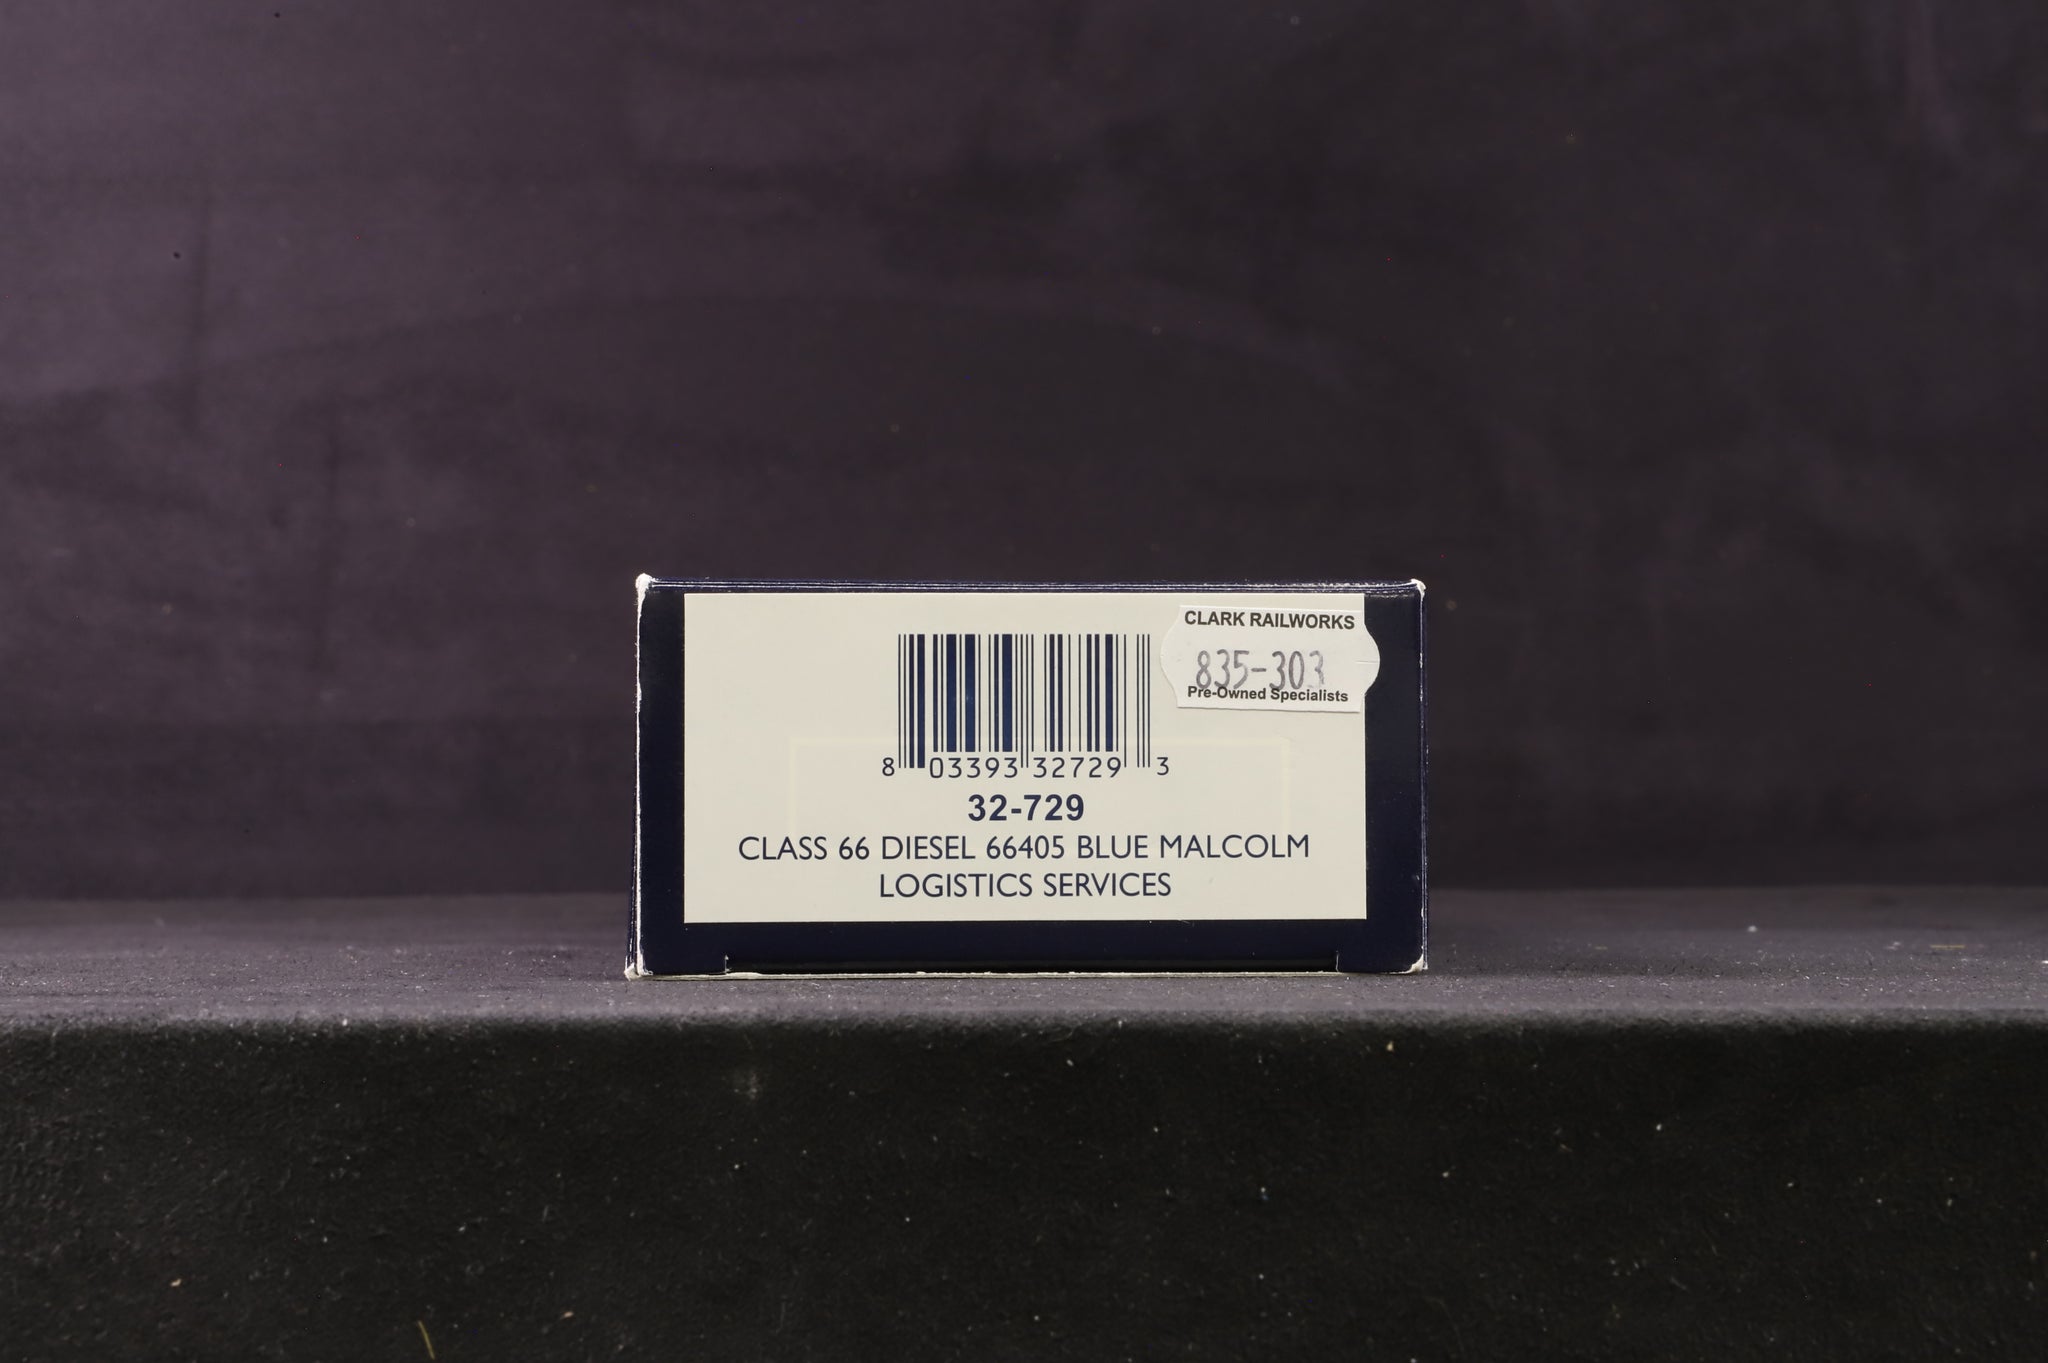 CLARK RAILWORKS
835-303
Pre-Owned Specialists
8 03393 32729 3
32-729
CLASS 66 DIESEL 66405 BLUE MALCOLM
LOGISTICS SERVICES